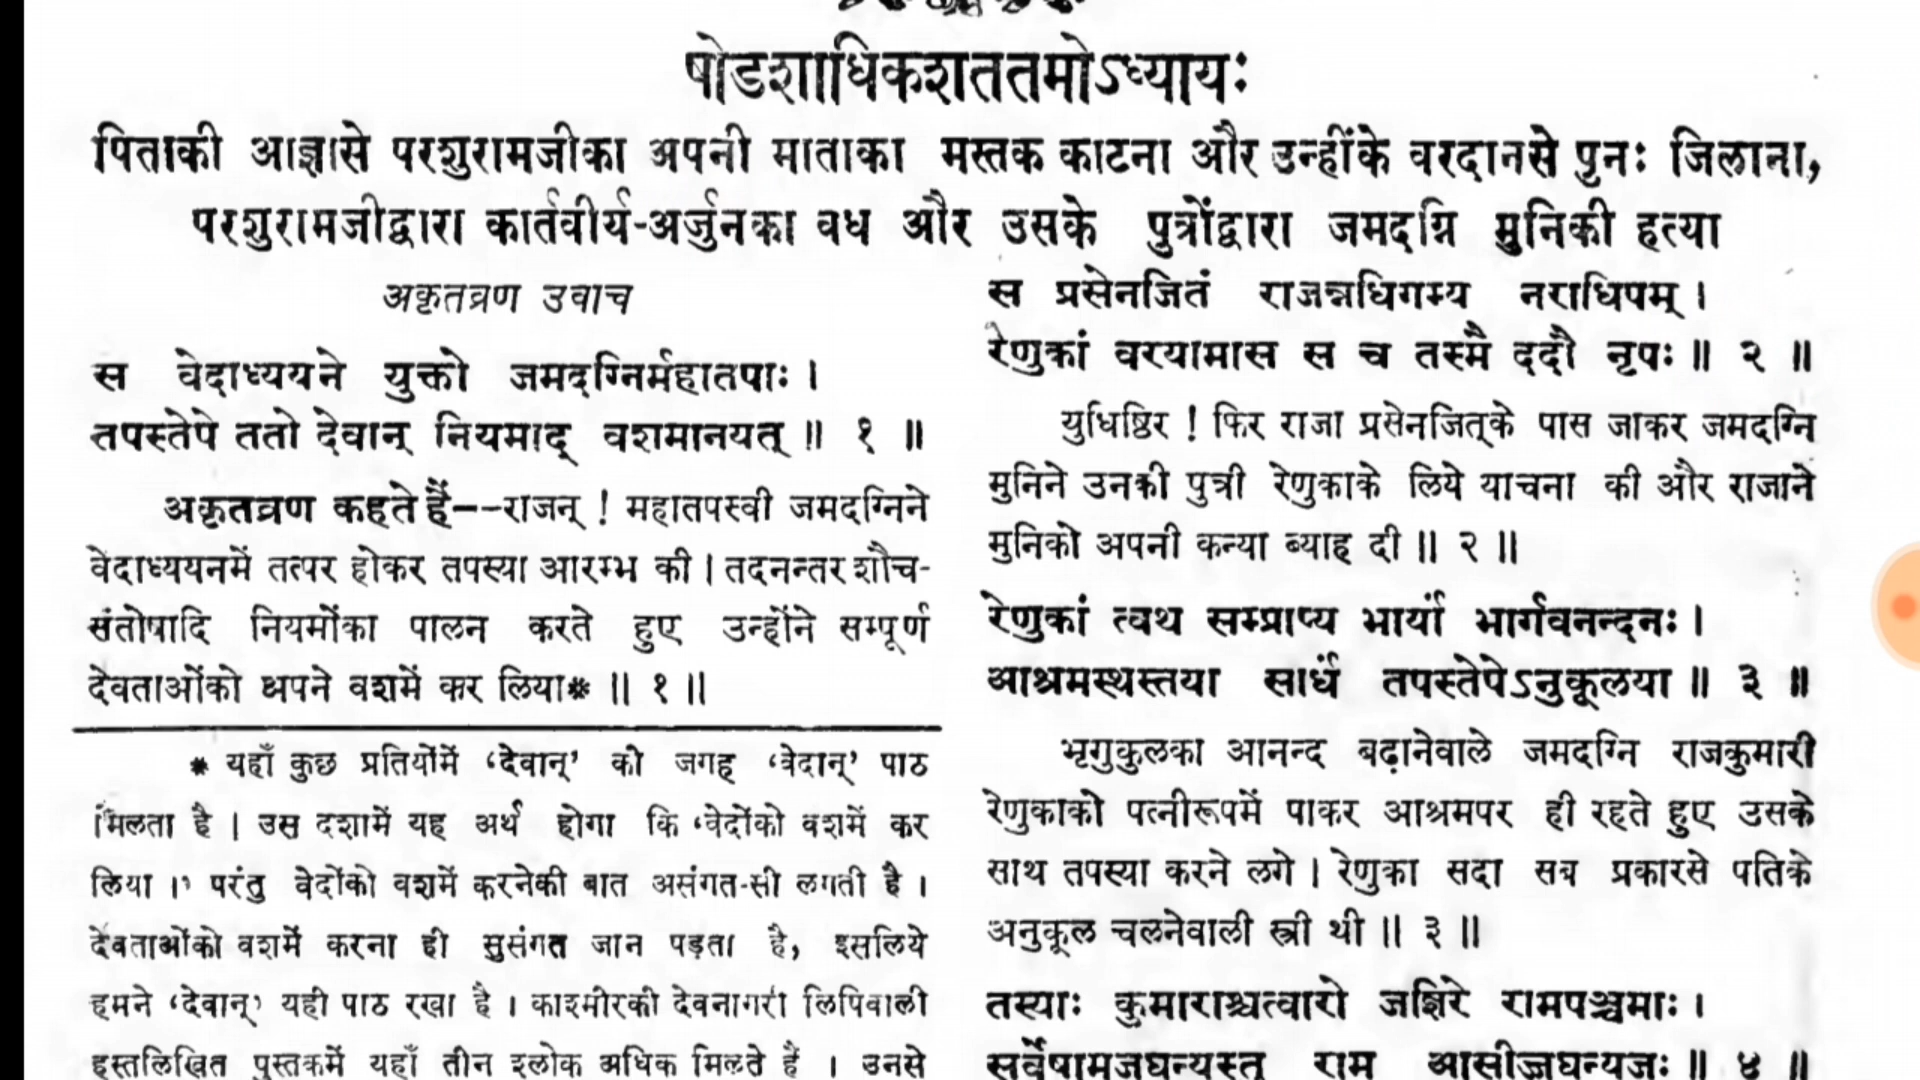 षोडशाधिकशततमोऽध्यायः
पिताकी आज्ञासे परशुरामजीका अपनी माताका मस्तक काटना और उन्हींके वरदानसे पुनः जिलाना,
परशुरामजीद्वारा कार्तवीर्य-अर्जुनका वध और उसके पुत्रोंद्वारा जमदग्नि मुनिकी हत्या
अकृतव्रण उवाच
स वेदाध्ययने युक्तो जमदग्निर्महातपाः ।
तपस्तेपे ततो देवान् नियमाद् वशमानयत् ॥ १ ॥
अकृतव्रण कहते हैं--राजन् ! महातपस्वी जमदग्निने
वेदाध्ययनमें तत्पर होकर तपस्या आरम्भ की । तदनन्तर शौच-
संतोषादि नियमोंका पालन करते हुए उन्होंने सम्पूर्ण
देवताओंको अपने वशमें कर लिया* ॥ १ ॥
* यहाँ कुछ प्रतियोंमें ‘देवान्’ को जगह ‘वेदान्’ पाठ
मिलता है । उस दशामें यह अर्थ होगा कि ‘वेदोंको वशमें कर
लिया ।’ परंतु वेदोंको वशमें करनेकी बात असंगत-सी लगती है ।
देवताओंको वशमें करना ही सुसंगत जान पड़ता है, इसलिये
हमने ‘देवान्’ यही पाठ रखा है । काश्मीरकी देवनागरी लिपिवाली
हस्तलिखित पुस्तकमें यहाँ तीन श्लोक अधिक मिलते हैं । उनसे
स प्रसेनजितं राजन्नधिगम्य नराधिपम् ।
रेणुकां वरयामास स च तस्मै ददौ नृपः ॥ २ ॥
युधिष्ठिर ! फिर राजा प्रसेनजित्‌के पास जाकर जमदग्नि
मुनिने उनकी पुत्री रेणुकाके लिये याचना की और राजाने
मुनिको अपनी कन्या ब्याह दी ॥ २ ॥
रेणुकां त्वथ सम्प्राप्य भार्यां भार्गवनन्दनः ।
आश्रमस्थस्तया सार्धं तपस्तेपेऽनुकूलया ॥ ३ ॥
भृगुकुलका आनन्द बढ़ानेवाले जमदग्नि राजकुमारी
रेणुकाको पत्नीरूपमें पाकर आश्रमपर ही रहते हुए उसके
साथ तपस्या करने लगे । रेणुका सदा सब प्रकारसे पतिके
अनुकूल चलनेवाली स्त्री थी ॥ ३ ॥
तस्याः कुमाराश्चत्वारो जज्ञिरे रामपञ्चमाः ।
सर्वेषामजघन्यस्तु राम आसीज्जघन्यजः ॥ ४ ॥